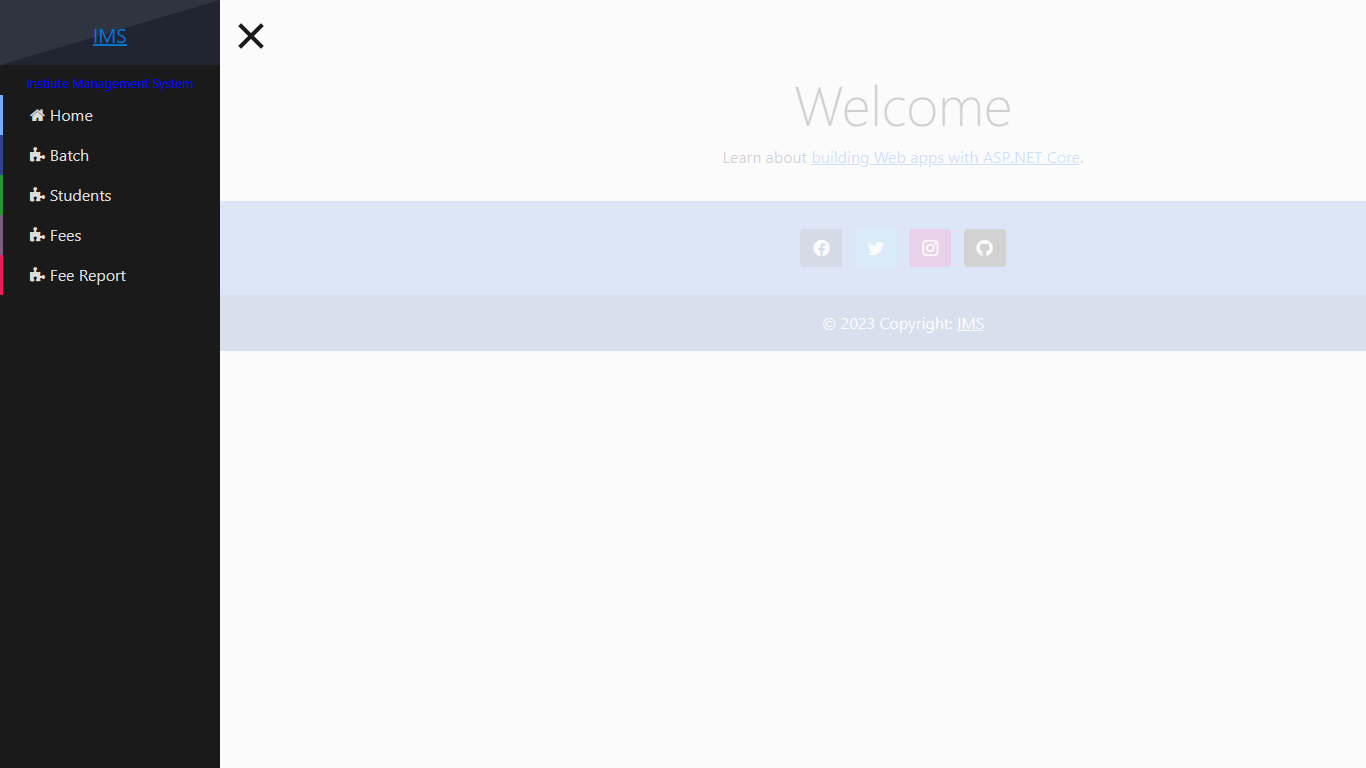 IMS
Instiute Management System
Home
Batch
Students
Fees
Fee Report
Welcome
Learn about building Web apps with ASP.NET Core.
© 2023 Copyright: IMS